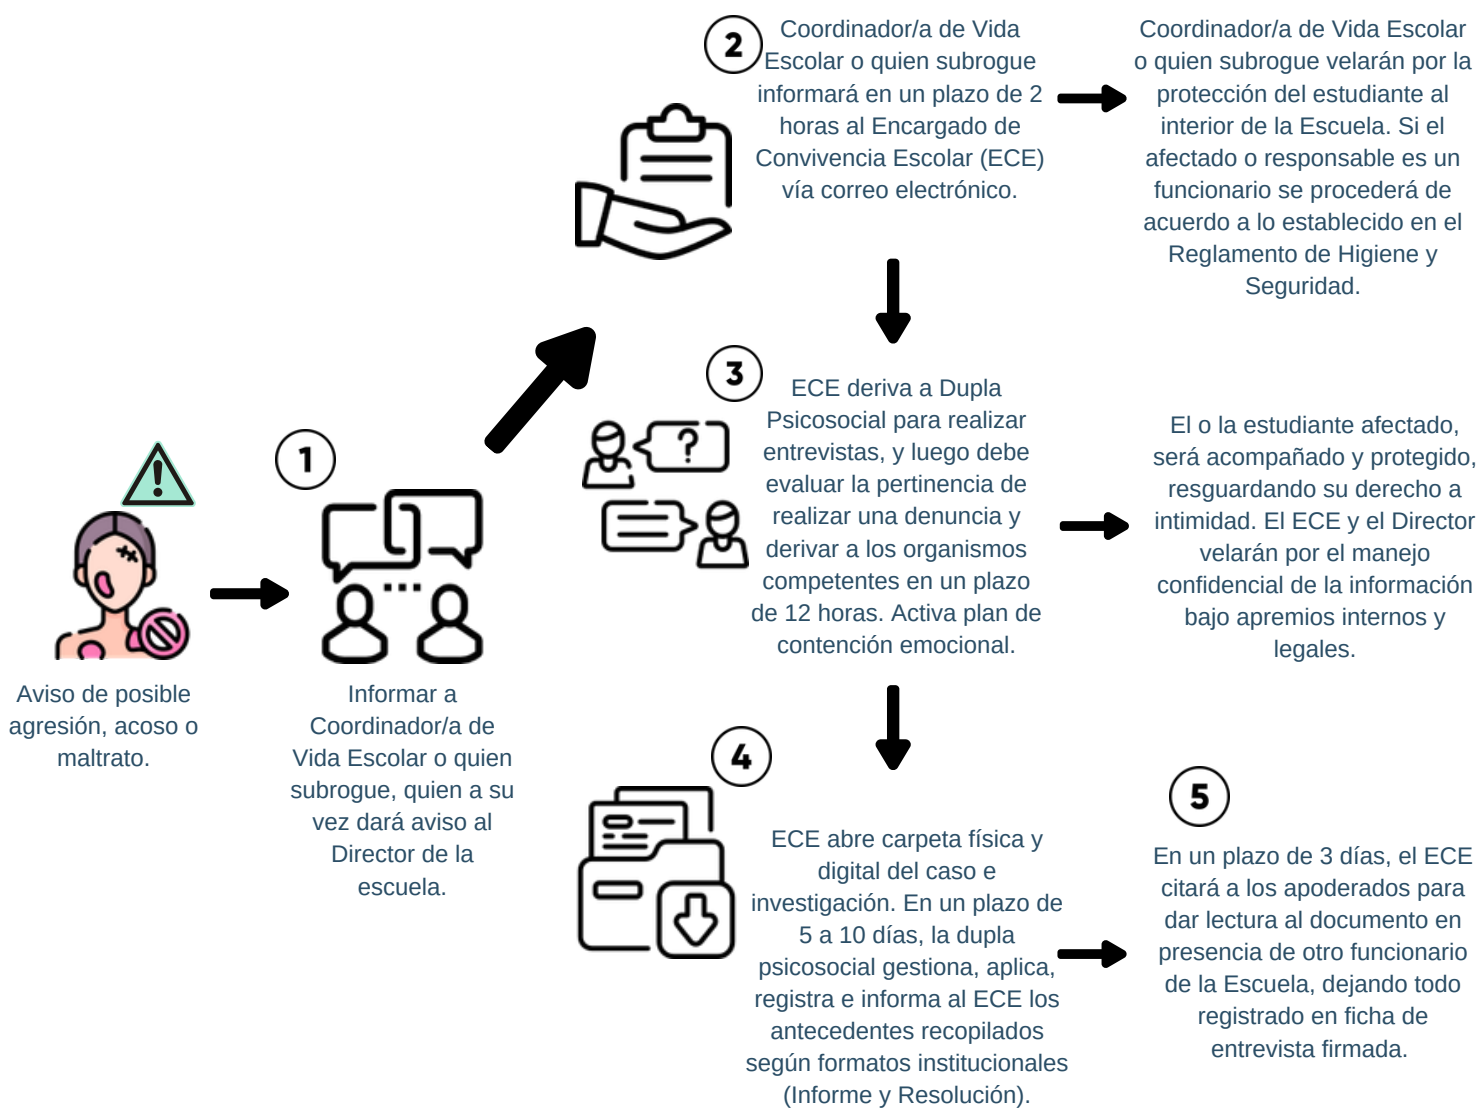 Aviso de posible
agresión, acoso o
maltrato.
1
Informar a
Coordinador/a de
Vida Escolar o quien
subrogue, quien a su
vez dará aviso al
Director de la
escuela.
2
Coordinador/a de Vida
Escolar o quien subrogue
informará en un plazo de 2
horas al Encargado de
Convivencia Escolar (ECE)
vía correo electrónico.
Coordinador/a de Vida Escolar
o quien subrogue velarán por la
protección del estudiante al
interior de la Escuela. Si el
afectado o responsable es un
funcionario se procederá de
acuerdo a lo establecido en el
Reglamento de Higiene y
Seguridad.
3
?
ECE deriva a Dupla
Psicosocial para realizar
entrevistas, y luego debe
evaluar la pertinencia de
realizar una denuncia y
derivar a los organismos
competentes en un plazo
de 12 horas. Activa plan de
contención emocional.
El o la estudiante afectado,
será acompañado y protegido,
resguardando su derecho a
intimidad. El ECE y el Director
velarán por el manejo
confidencial de la información
bajo apremios internos y
legales.
4
ECE abre carpeta física y
digital del caso e
investigación. En un plazo de
5 a 10 días, la dupla
psicosocial gestiona, aplica,
registra e informa al ECE los
antecedentes recopilados
según formatos institucionales
(Informe y Resolución).
5
En un plazo de 3 días, el ECE
citará a los apoderados para
dar lectura al documento en
presencia de otro funcionario
de la Escuela, dejando todo
registrado en ficha de
entrevista firmada.